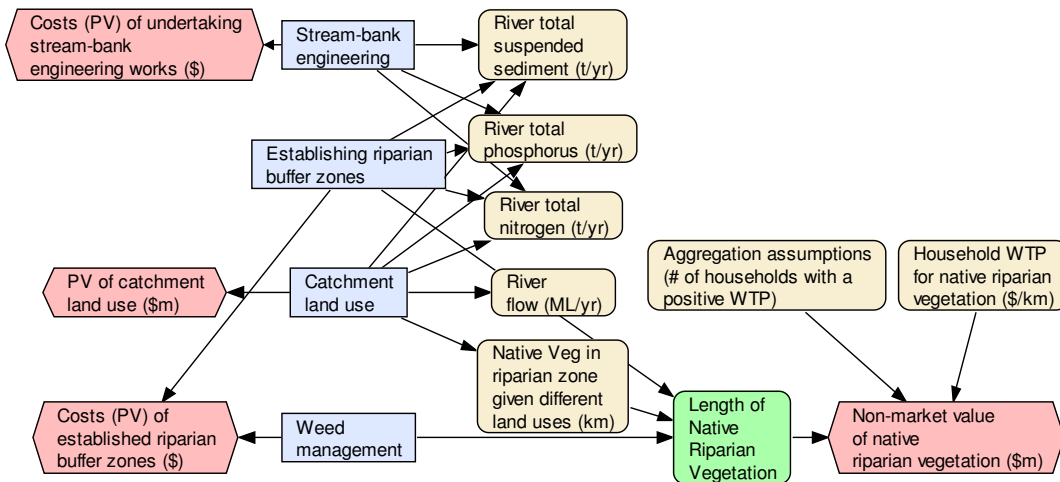 Costs (PV) of undertaking
stream-bank
engineering works ($)
Stream-bank
engineering
River total
suspended
sediment (t/yr)
River total
phosphorus (t/yr)
Establishing riparian
buffer zones
River total
nitrogen (t/yr)
Aggregation assumptions
(# of households with a
positive WTP)
Household WTP
for native riparian
vegetation ($/km)
PV of catchment
land use ($m)
Catchment
land use
River
flow (ML/yr)
Native Veg in
riparian zone
given different
land uses (km)
Costs (PV) of
established riparian
buffer zones ($)
Weed
management
Length of
Native
Riparian
Vegetation
Non-market value
of native
riparian vegetation ($m)